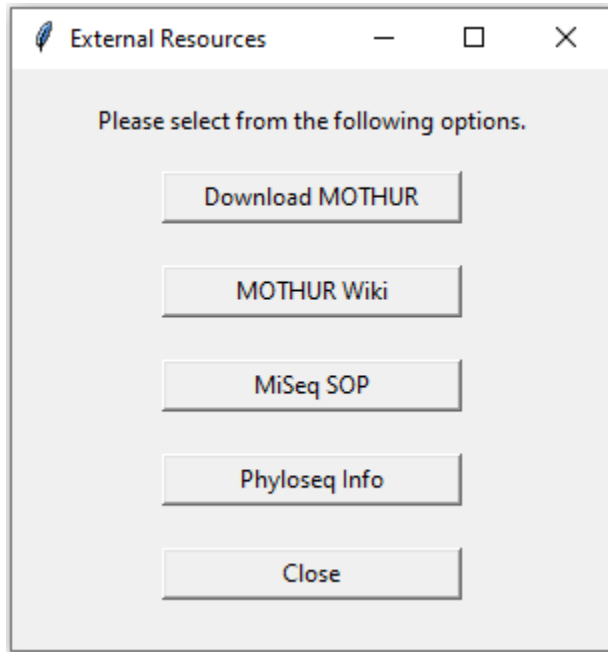 External Resources
Please select from the following options.
Download MOTHUR
MOTHUR Wiki
MiSeq SOP
Phyloseq Info
Close